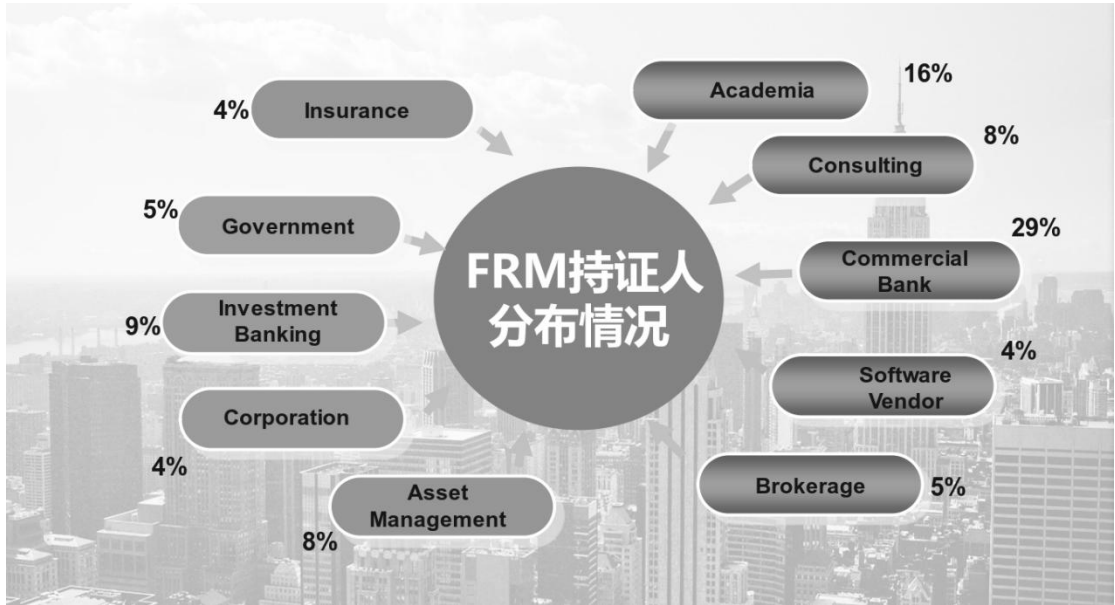 FRM持证人
分布情况
4%
Insurance
5%
Government
9%
Investment
Banking
Corporation
4%
Asset
Management
8%
Academia
16%
Consulting
8%
29%
Commercial
Bank
4%
Software
Vendor
Brokerage
5%